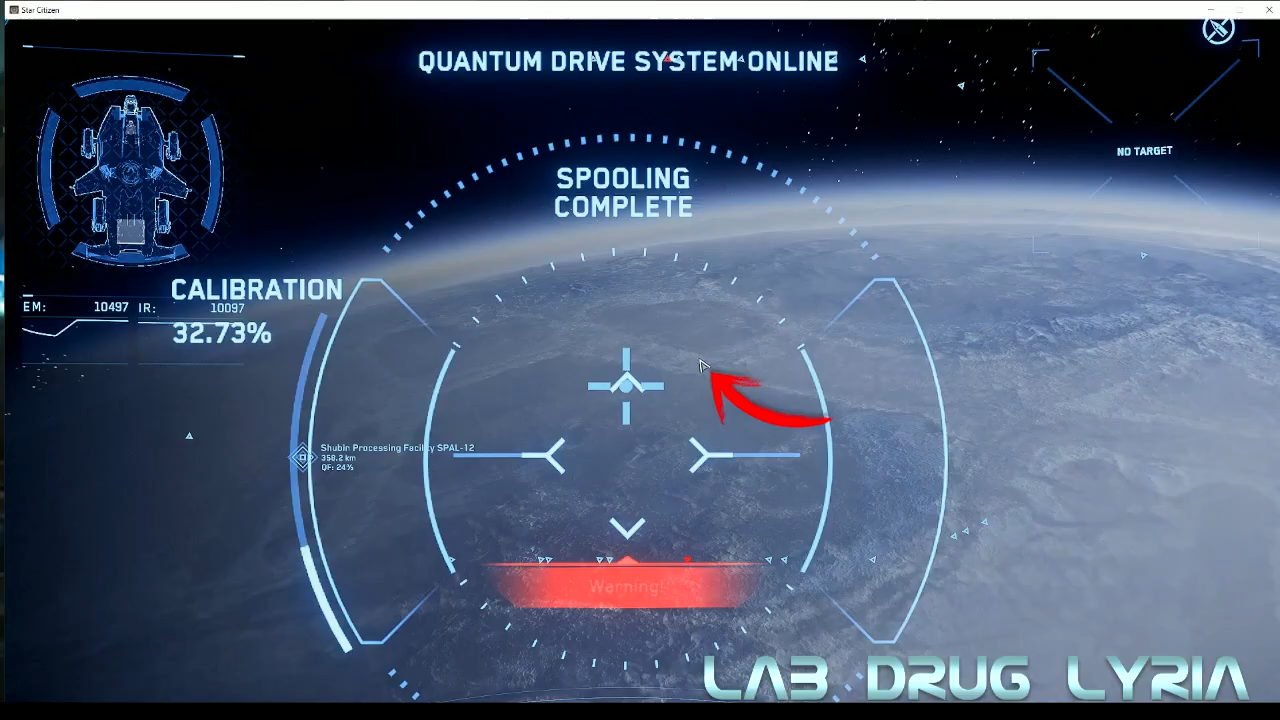 Star Citizen
QUANTUM DRIVE SYSTEM ONLINE
NO TARGET
SPOOLING
COMPLETE
CALIBRATION
EM: 10497 IR: 10097
32.73%
Shubin Processing Facility SPAL-12
358.2 km
QF: 24%
Warning!
LAB DRUG LYRIA